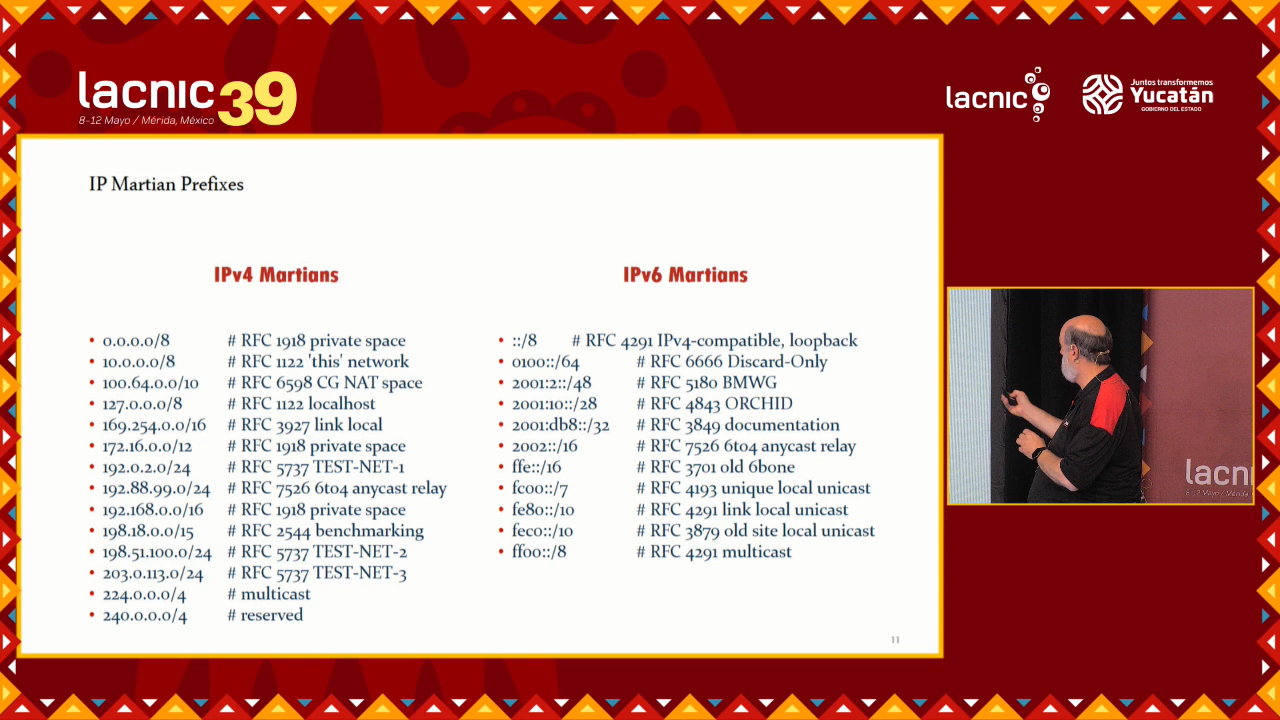 lacnic 39
8-12 Mayo / Mérida, México
lacnic
Juntos transformemos
Yucatán
GOBIERNO DEL ESTADO
IP Martian Prefixes
IPv4 Martians
• 0.0.0.0/8 # RFC 1918 private space
• 10.0.0.0/8 # RFC 1122 'this' network
• 100.64.0.0/10 # RFC 6598 CG NAT space
• 127.0.0.0/8 # RFC 1122 localhost
• 169.254.0.0/16 # RFC 3927 link local
• 172.16.0.0/12 # RFC 1918 private space
• 192.0.2.0/24 # RFC 5737 TEST-NET-1
• 192.88.99.0/24 # RFC 7526 6to4 anycast relay
• 192.168.0.0/16 # RFC 1918 private space
• 198.18.0.0/15 # RFC 2544 benchmarking
• 198.51.100.0/24 # RFC 5737 TEST-NET-2
• 203.0.113.0/24 # RFC 5737 TEST-NET-3
• 224.0.0.0/4 # multicast
• 240.0.0.0/4 # reserved
IPv6 Martians
• ::/8 # RFC 4291 IPv4-compatible, loopback
• 0100::/64 # RFC 6666 Discard-Only
• 2001:2::/48 # RFC 5180 BMWG
• 2001:10::/28 # RFC 4843 ORCHID
• 2001:db8::/32 # RFC 3849 documentation
• 2002::/16 # RFC 7526 6to4 anycast relay
• ffe::/16 # RFC 3701 old 6bone
• fc00::/7 # RFC 4193 unique local unicast
• fe80::/10 # RFC 4291 link local unicast
• fec0::/10 # RFC 3879 old site local unicast
• ff00::/8 # RFC 4291 multicast
11
lacni